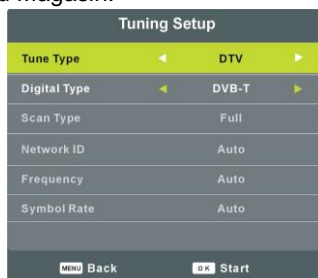 Tuning Setup
Tune Type DTV
Digital Type DVB-T
Scan Type Full
Network ID Auto
Frequency Auto
Symbol Rate Auto
MENU Back OK Start